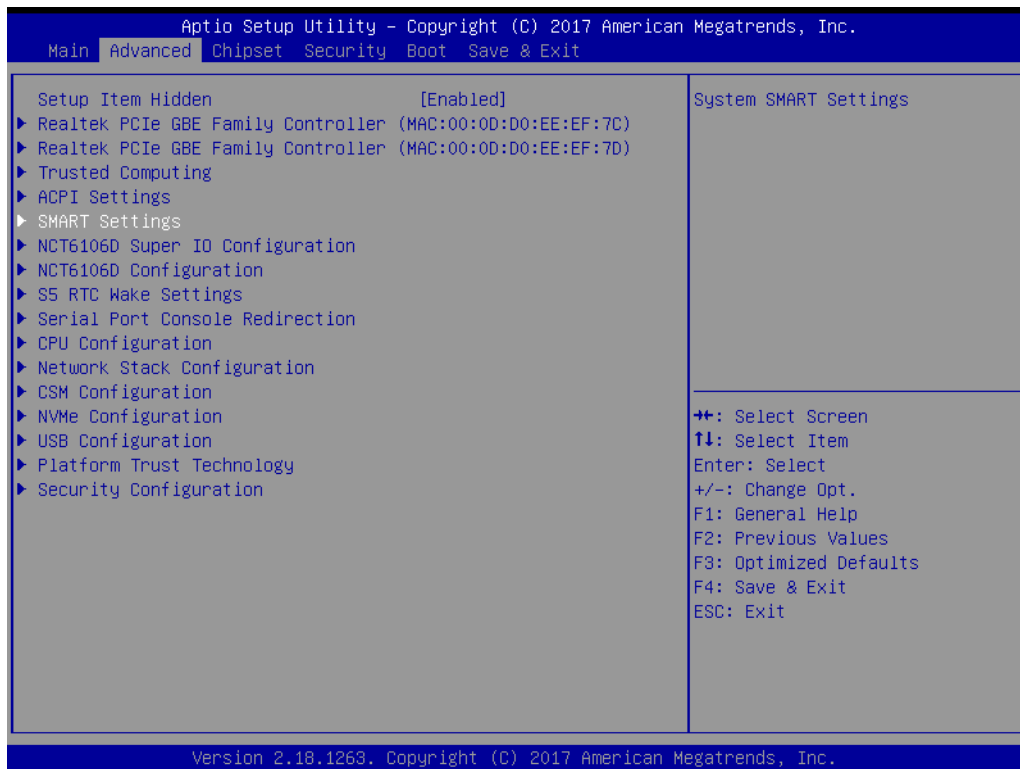 Aptio Setup Utility – Copyright (C) 2017 American Megatrends, Inc.
Main Advanced Chipset Security Boot Save & Exit
Setup Item Hidden [Enabled]
Realtek PCIe GBE Family Controller (MAC:00:0D:D0:EE:EF:7C)
Realtek PCIe GBE Family Controller (MAC:00:0D:D0:EE:EF:7D)
Trusted Computing
ACPI Settings
SMART Settings
NCT6106D Super IO Configuration
NCT6106D Configuration
S5 RTC Wake Settings
Serial Port Console Redirection
CPU Configuration
Network Stack Configuration
CSM Configuration
NVMe Configuration
USB Configuration
Platform Trust Technology
Security Configuration
System SMART Settings
→←: Select Screen
↑↓: Select Item
Enter: Select
+/-: Change Opt.
F1: General Help
F2: Previous Values
F3: Optimized Defaults
F4: Save & Exit
ESC: Exit
Version 2.18.1263. Copyright (C) 2017 American Megatrends, Inc.